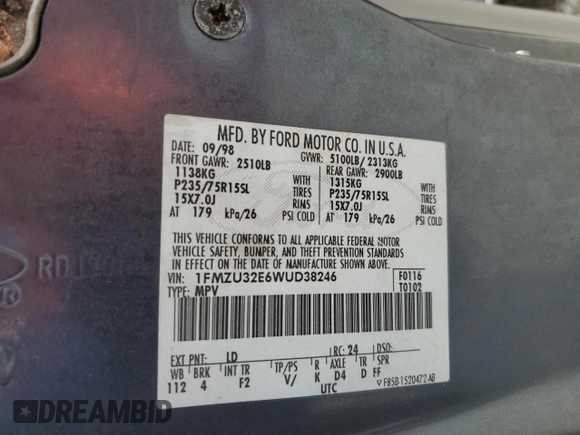 MFD. BY FORD MOTOR CO. IN U.S.A.
DATE: 09/98 GVWR: 5100LB/ 2313KG
FRONT GAWR: 2510LB REAR GAWR: 2900LB
1138KG WITH 1315KG WITH
P235/75R15SL TIRES P235/75R15SL TIRES
15X7.0J RIMS 15X7.0J RIMS
AT 179 kPa/26 PSI COLD AT 179 kPa/26 PSI COLD
THIS VEHICLE CONFORMS TO ALL APPLICABLE FEDERAL MOTOR
VEHICLE SAFETY, BUMPER, AND THEFT PREVENTION STANDARDS
IN EFFECT ON THE DATE OF MANUFACTURE SHOWN ABOVE.
VIN: 1FMZU32E6WUD38246 F0116
TYPE: MPV T0102
EXT PNT: LD RC: 24 DSO:
WB BRK INT TR TP/PS R AXLE TR SPR
112 4 F2 V/ K D4 D FF
UTC F85B-1520472-AB
RD
®
AUTOBIDMASTER
DREAMBID